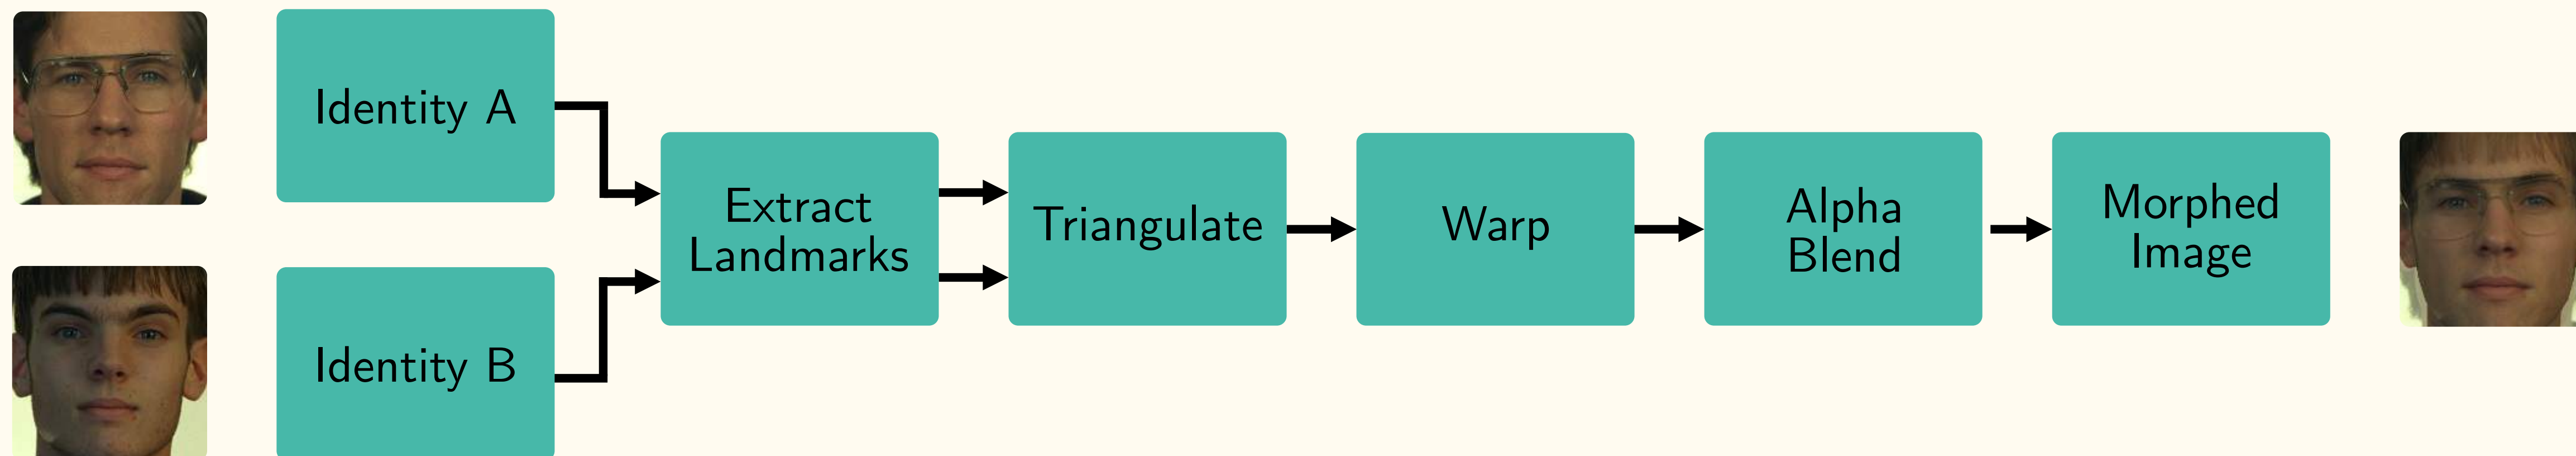 Identity A
Identity B
Extract
Landmarks
Triangulate
Warp
Alpha
Blend
Morphed
Image